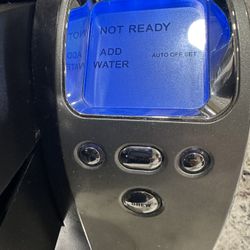 NOT READY
ADD
WATER
AUTO OFF SET